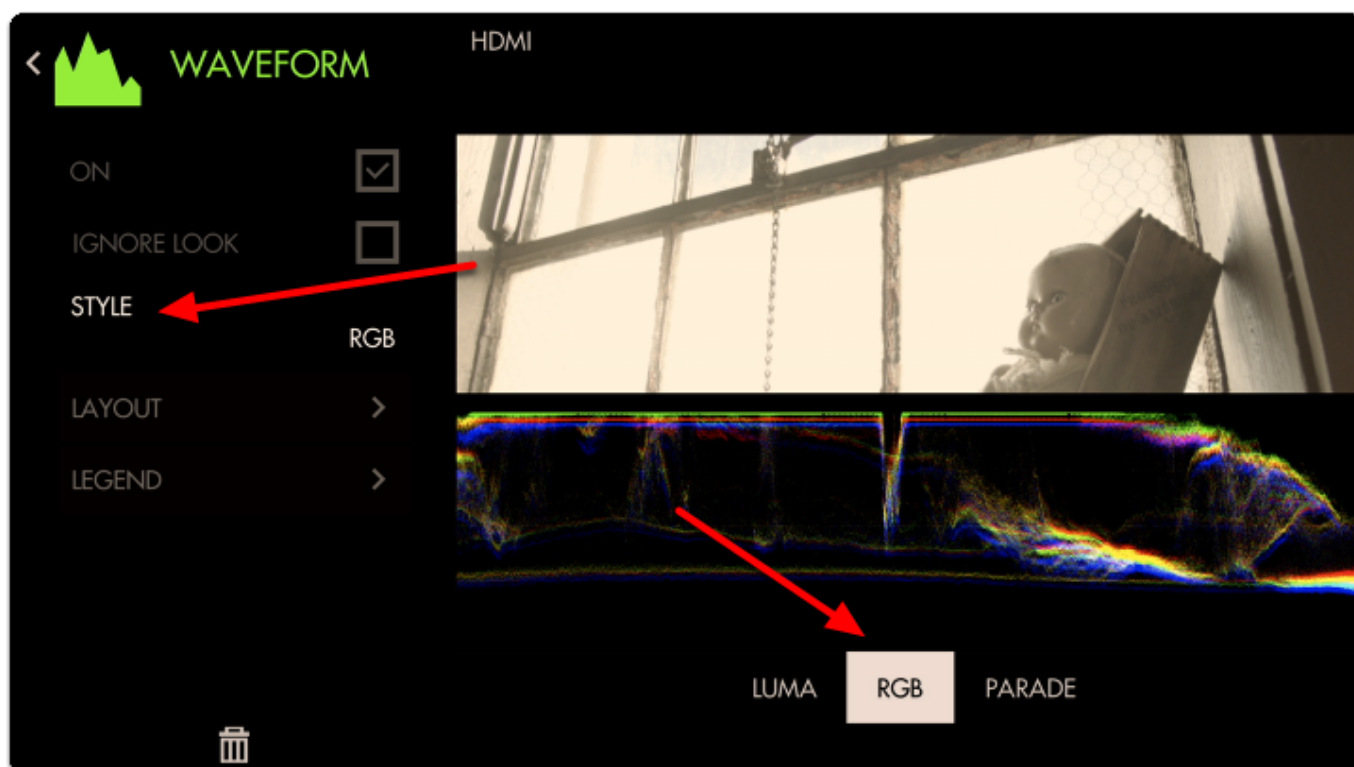 WAVEFORM
HDMI
ON
IGNORE LOOK
STYLE
RGB
LAYOUT
LEGEND
LUMA
RGB
PARADE